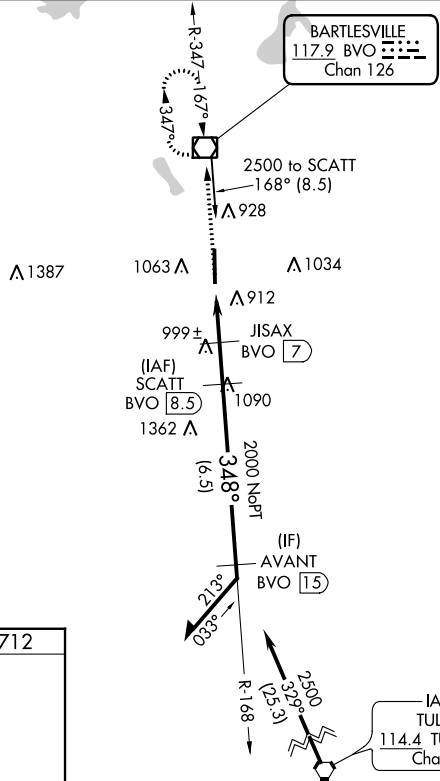 BARTLESVILLE
117.9 BVO
Chan 126
R-347
167°
347°
2500 to SCATT
168° (8.5)
928
1387
1063
1034
912
999±
JISAX
BVO 7
(IAF)
SCATT
BVO 8.5
1090
1362
2000 NoPT
348°
(6.5)
(IF)
AVANT
BVO 15
213°
033°
712
R-168
2500
329°
(25.3)
114.4